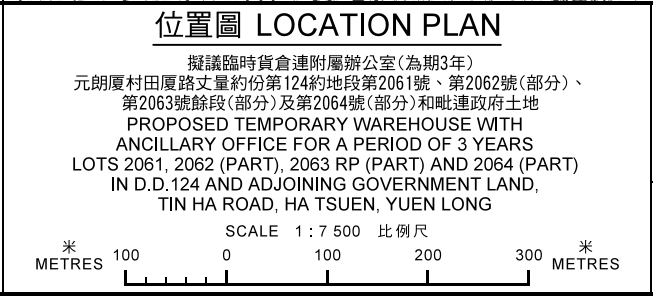 位置圖 LOCATION PLAN
擬議臨時貨倉連附屬辦公室(為期3年)
元朗厦村田厦路丈量約份第124約地段第2061號、第2062號(部分)、
第2063號餘段(部分)及第2064號(部分)和毗連政府土地
PROPOSED TEMPORARY WAREHOUSE WITH
ANCILLARY OFFICE FOR A PERIOD OF 3 YEARS
LOTS 2061, 2062 (PART), 2063 RP (PART) AND 2064 (PART)
IN D.D.124 AND ADJOINING GOVERNMENT LAND,
TIN HA ROAD, HA TSUEN, YUEN LONG
SCALE 1 : 7 500 比例尺
米 METRES 100 0 100 200 300 米 METRES